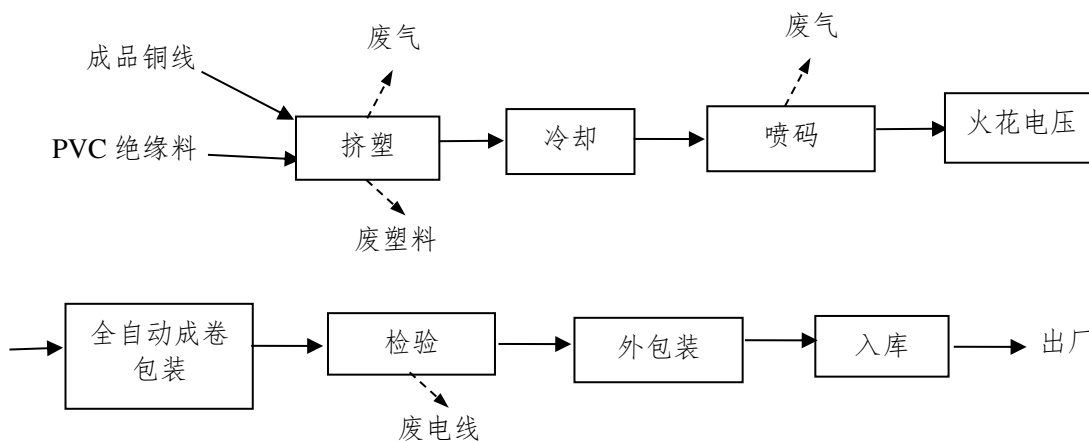 废气
废气
成品铜线
挤塑
冷却
喷码
火花电压
PVC 绝缘料
废塑料
全自动成卷
包装
检验
外包装
入库
出厂
废电线